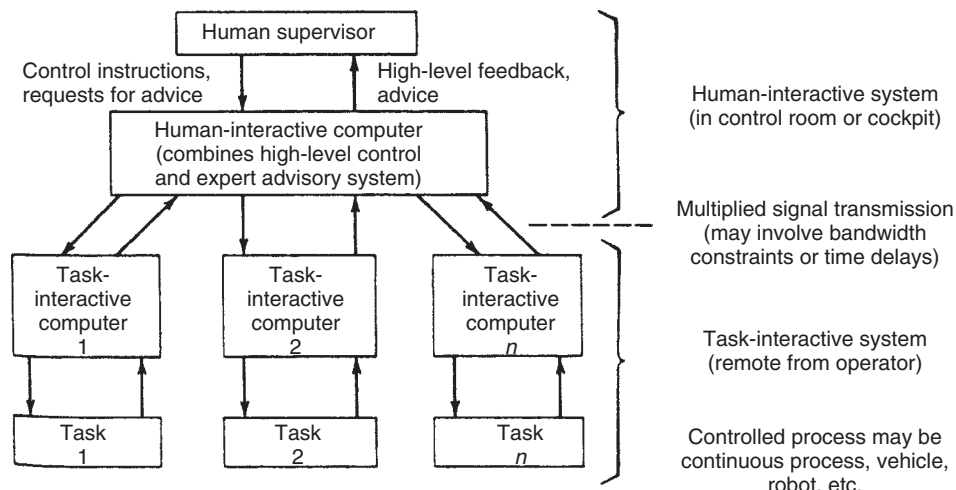 Human supervisor
Control instructions,
requests for advice
High-level feedback,
advice
Human-interactive computer
(combines high-level control
and expert advisory system)
Human-interactive system
(in control room or cockpit)
Multiplied signal transmission
(may involve bandwidth
constraints or time delays)
Task-
interactive
computer
1
Task-
interactive
computer
2
Task-
interactive
computer
n
Task-interactive system
(remote from operator)
Task
1
Task
2
Task
n
Controlled process may be
continuous process, vehicle,
robot, etc.